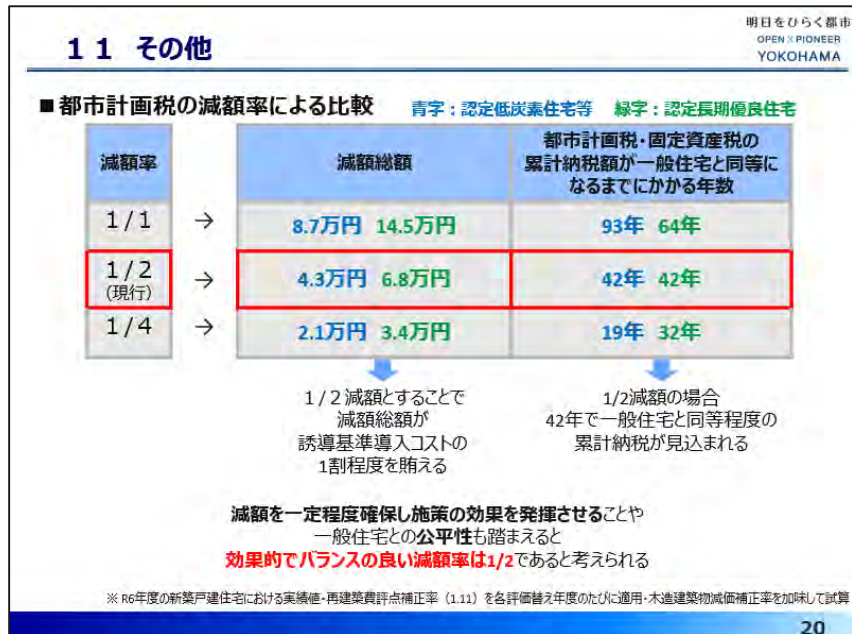 明日をひらく都市
OPEN × PIONEER
YOKOHAMA
11 その他
■都市計画税の減額率による比較 青字：認定低炭素住宅等 緑字：認定長期優良住宅
減額率
減額総額
都市計画税・固定資産税の
累計納税額が一般住宅と同等に
なるまでにかかる年数
1/1 → 8.7万円 14.5万円 93年 64年
1/2
(現行)
→ 4.3万円 6.8万円 42年 42年
1/4 → 2.1万円 3.4万円 19年 32年
1/2減額とすることで
減額総額が
誘導基準導入コストの
1割程度を賄える
1/2減額の場合
42年で一般住宅と同等程度の
累計納税が見込まれる
減額を一定程度確保し施策の効果を発揮させることや
一般住宅との公平性も踏まえると
効果的でバランスの良い減額率は1/2であると考えられる
※ R6年度の新築戸建住宅における実績値・再建築費評点補正率（1.11）を各評価替え年度のたびに適用・木造建築物減価補正率を加味して試算
20